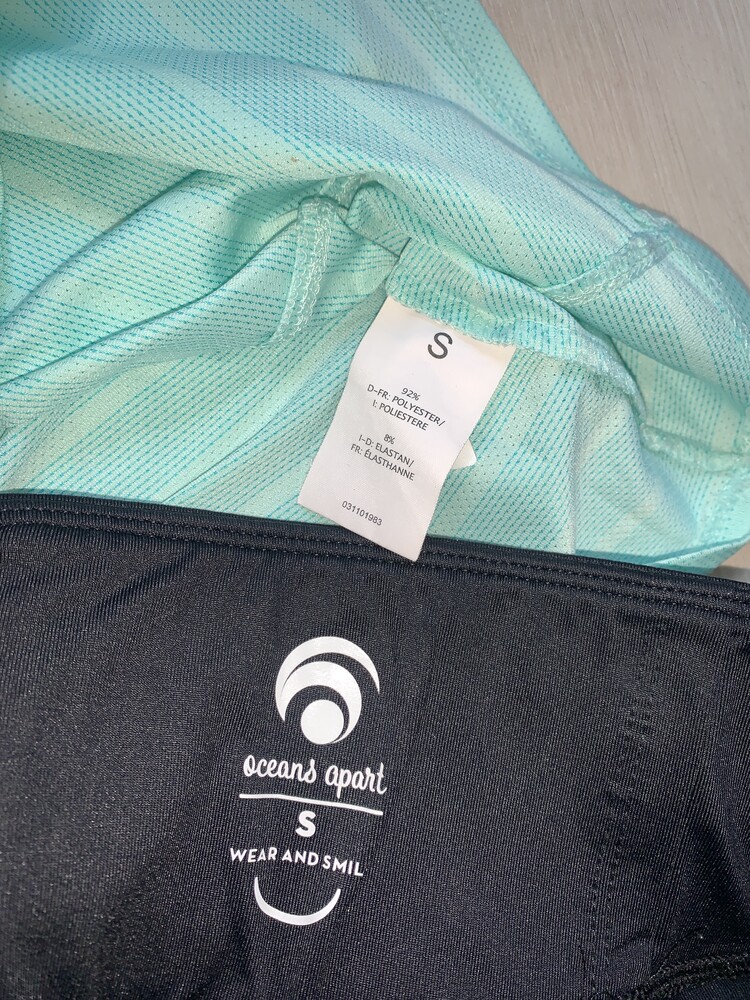 S
92%
D-FR: POLYESTER/
I: POLIESTERE
8%
I-D: ELASTAN/
FR: ÉLASTHANNE
031101983
oceans apart
S
WEAR AND SMIL